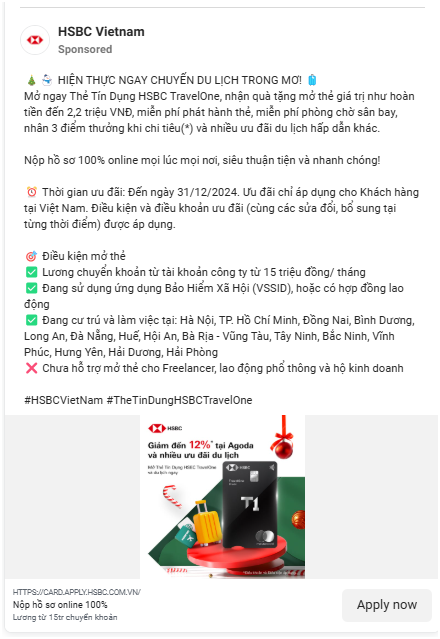 HSBC Vietnam
Sponsored
🎄 ⛄ HIỆN THỰC NGAY CHUYẾN DU LỊCH TRONG MƠ! 🧳
Mở ngay Thẻ Tín Dụng HSBC TravelOne, nhận quà tặng mở thẻ giá trị như hoàn
tiền đến 2,2 triệu VNĐ, miễn phí phát hành thẻ, miễn phí phòng chờ sân bay,
nhân 3 điểm thưởng khi chi tiêu(*) và nhiều ưu đãi du lịch hấp dẫn khác.
Nộp hồ sơ 100% online mọi lúc mọi nơi, siêu thuận tiện và nhanh chóng!
⏰ Thời gian ưu đãi: Đến ngày 31/12/2024. Ưu đãi chỉ áp dụng cho Khách hàng
tại Việt Nam. Điều kiện và điều khoản ưu đãi (cùng các sửa đổi, bổ sung tại
từng thời điểm) được áp dụng.
🎯 Điều kiện mở thẻ
✅ Lương chuyển khoản từ tài khoản công ty từ 15 triệu đồng/ tháng
✅ Đang sử dụng ứng dụng Bảo Hiểm Xã Hội (VSSID), hoặc có hợp đồng lao
động
✅ Đang cư trú và làm việc tại: Hà Nội, TP. Hồ Chí Minh, Đồng Nai, Bình Dương,
Long An, Đà Nẵng, Huế, Hội An, Bà Rịa - Vũng Tàu, Tây Ninh, Bắc Ninh, Vĩnh
Phúc, Hưng Yên, Hải Dương, Hải Phòng
❌ Chưa hỗ trợ mở thẻ cho Freelancer, lao động phổ thông và hộ kinh doanh
#HSBCVietNam #TheTinDungHSBCTravelOne
HSBC
Giảm đến 12%* tại Agoda
và nhiều ưu đãi du lịch
Mở Thẻ Tín Dụng HSBC TravelOne
và du lịch ngay
HSBC
T1
HTTPS://CARD.APPLY.HSBC.COM.VN/
Nộp hồ sơ online 100%
Lương từ 15tr chuyển khoản
Apply now